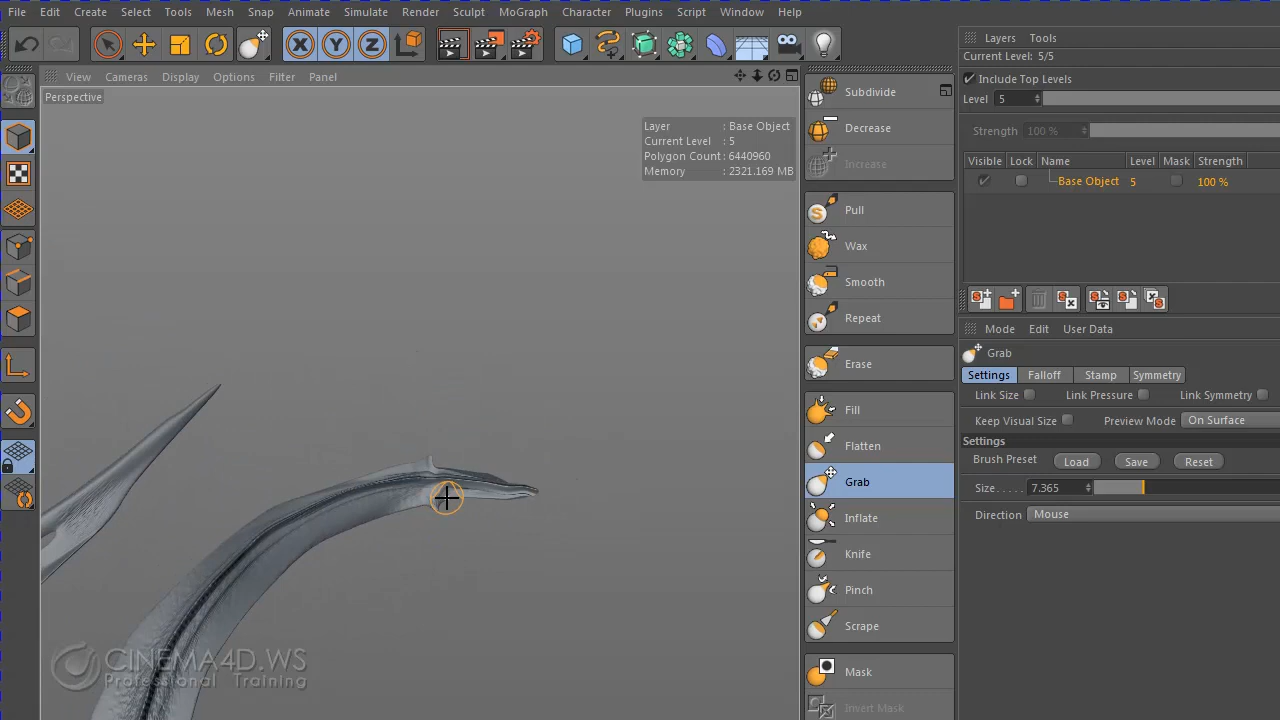 File Edit Create Select Tools Mesh Snap Animate Simulate Render Sculpt MoGraph Character Plugins Script Window Help
View Cameras Display Options Filter Panel
Perspective
Layer : Base Object
Current Level : 5
Polygon Count : 6440960
Memory : 2321.169 MB
CINEMA4D.WS
Professional Training
Subdivide
Decrease
Increase
Pull
Wax
Smooth
Repeat
Erase
Fill
Flatten
Grab
Inflate
Knife
Pinch
Scrape
Mask
Invert Mask
Layers Tools
Current Level: 5/5
Include Top Levels
Level 5
Strength 100 %
Visible Lock Name Level Mask Strength
Base Object 5 100 %
Mode Edit User Data
Grab
Settings Falloff Stamp Symmetry
Link Size Link Pressure Link Symmetry
Keep Visual Size Preview Mode On Surface
Settings
Brush Preset Load Save Reset
Size . . . . . 7.365
Direction Mouse